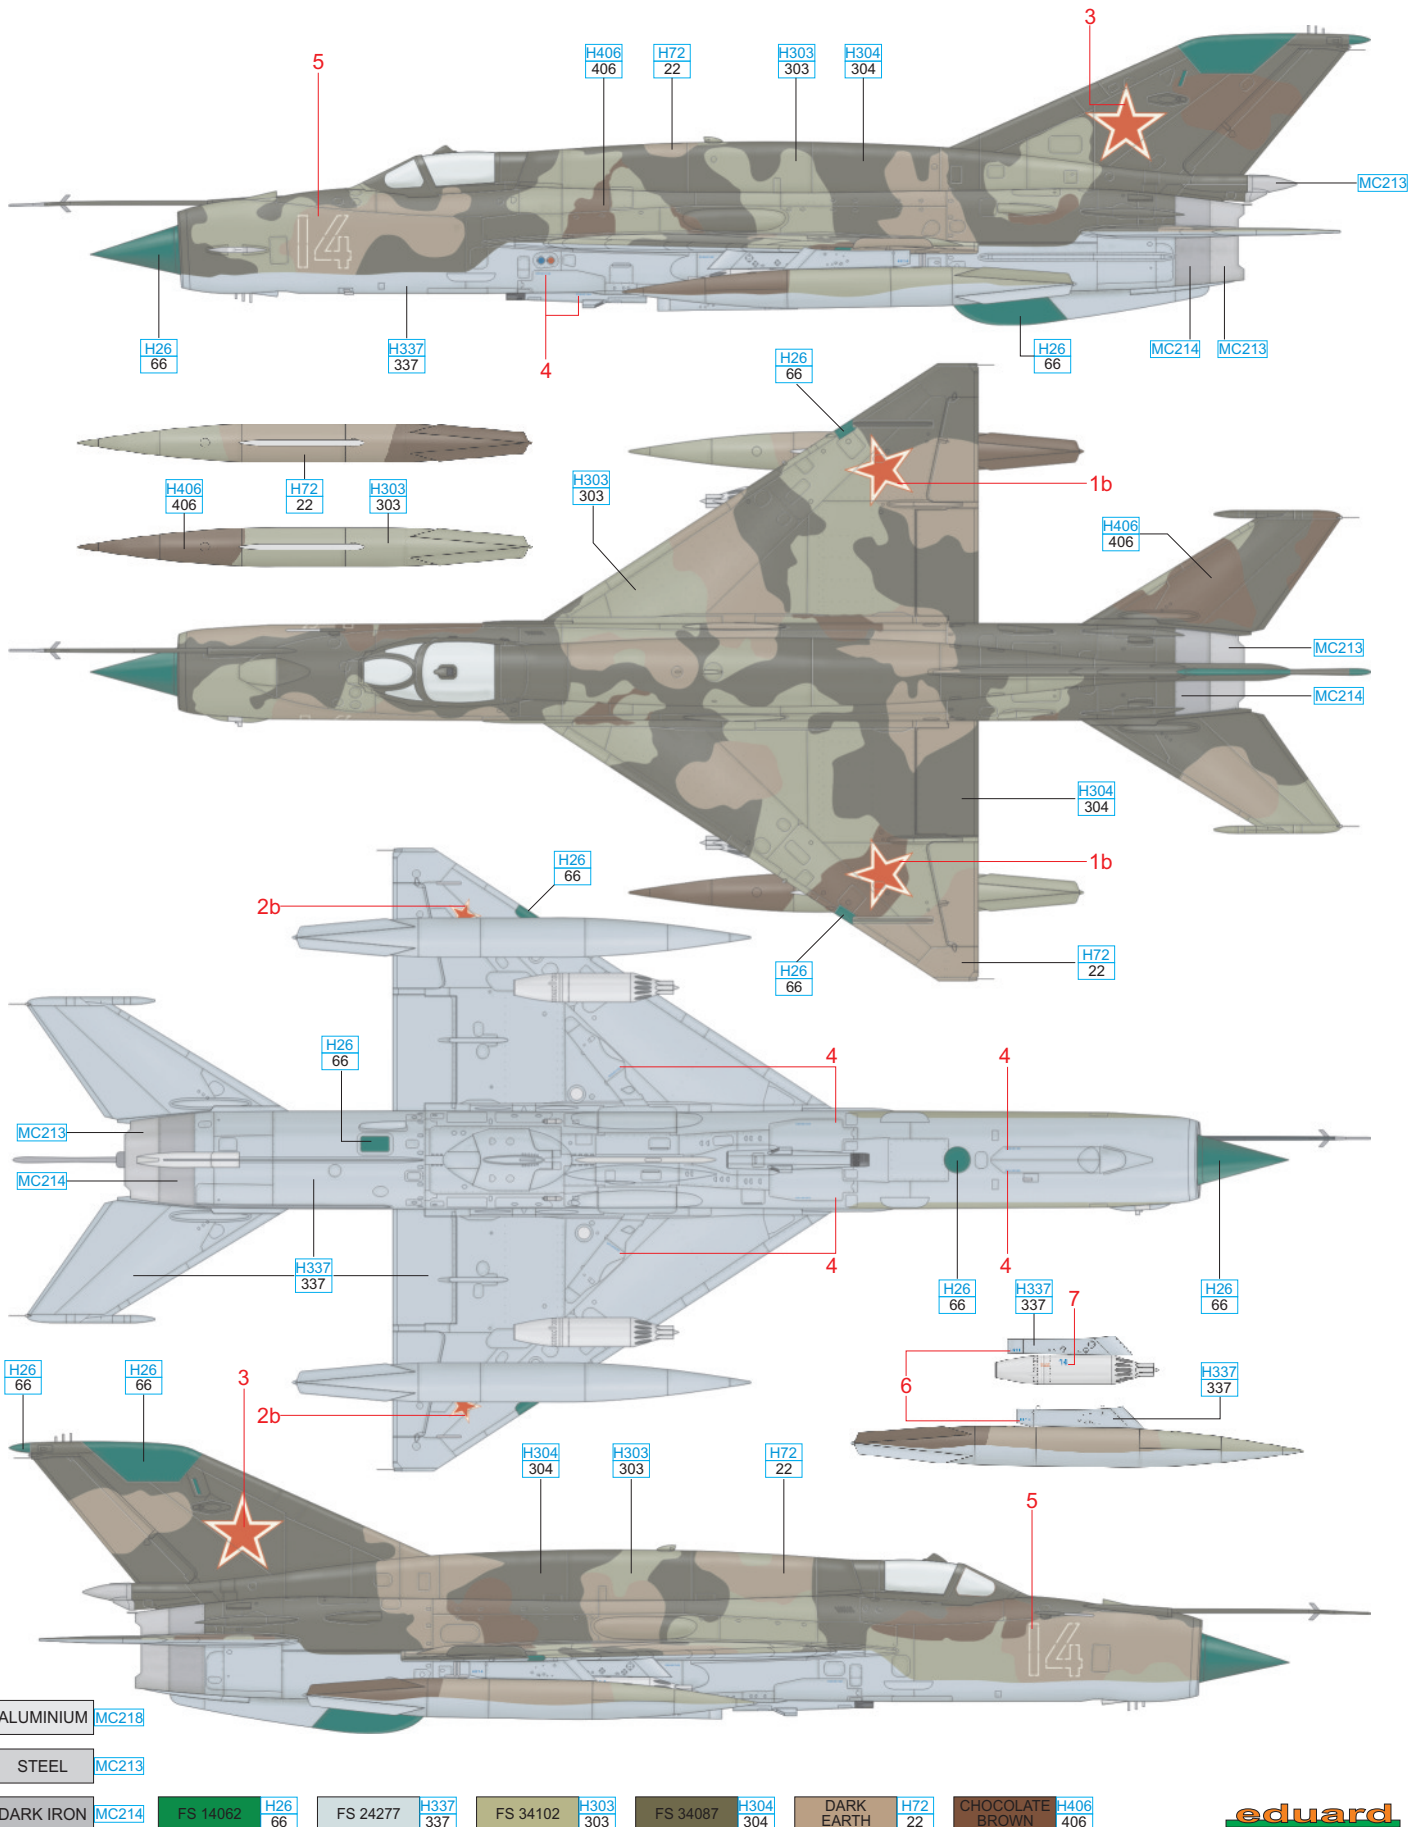 3
5
H406
406
H72
22
H303
303
H304
304
MC213
14
H26
66
H337
337
4
H26
66
MC214
MC213
H26
66
H406
406
H72
22
H303
303
H303
303
1b
H406
406
MC213
MC214
H304
304
1b
H26
66
2b
H26
66
H72
22
H26
66
4
4
MC213
MC214
H337
337
4
4
H26
66
H337
337
7
H26
66
14
6
H337
337
H26
66
H26
66
3
2b
H304
304
H303
303
H72
22
5
14
ALUMINIUM MC218
STEEL MC213
DARK IRON MC214
FS 14062 H26
66
FS 24277 H337
337
FS 34102 H303
303
FS 34087 H304
304
DARK
EARTH H72
22
CHOCOLATE
BROWN H406
406
eduard